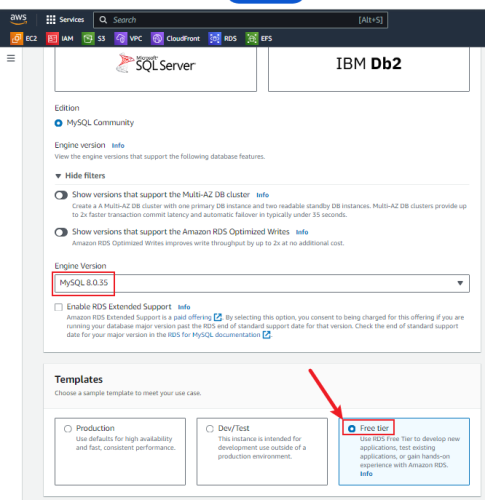 aws
Services
Search
[Alt+S]
EC2
IAM
S3
VPC
CloudFront
RDS
EFS
Microsoft
SQL Server
IBM Db2
Edition
MySQL Community
Engine version Info
View the engine versions that support the following database features.
Hide filters
Show versions that support the Multi-AZ DB cluster Info
Create a A Multi-AZ DB cluster with one primary DB instance and two readable standby DB instances. Multi-AZ DB clusters provide up
to 2x faster transaction commit latency and automatic failover in typically under 35 seconds.
Show versions that support the Amazon RDS Optimized Writes Info
Amazon RDS Optimized Writes improves write throughput by up to 2x at no additional cost.
Engine Version
MySQL 8.0.35
Enable RDS Extended Support Info
Amazon RDS Extended Support is a paid offering. By selecting this option, you consent to being charged for this offering if you are
running your database major version past the RDS end of standard support date for that version. Check the end of standard support
date for your major version in the RDS for MySQL documentation.
Templates
Choose a sample template to meet your use case.
Production
Use defaults for high availability
and fast, consistent performance.
Dev/Test
This instance is intended for
development use outside of a
production environment.
Free tier
Use RDS Free Tier to develop new
applications, test existing
applications, or gain hands-on
experience with Amazon RDS.
Info